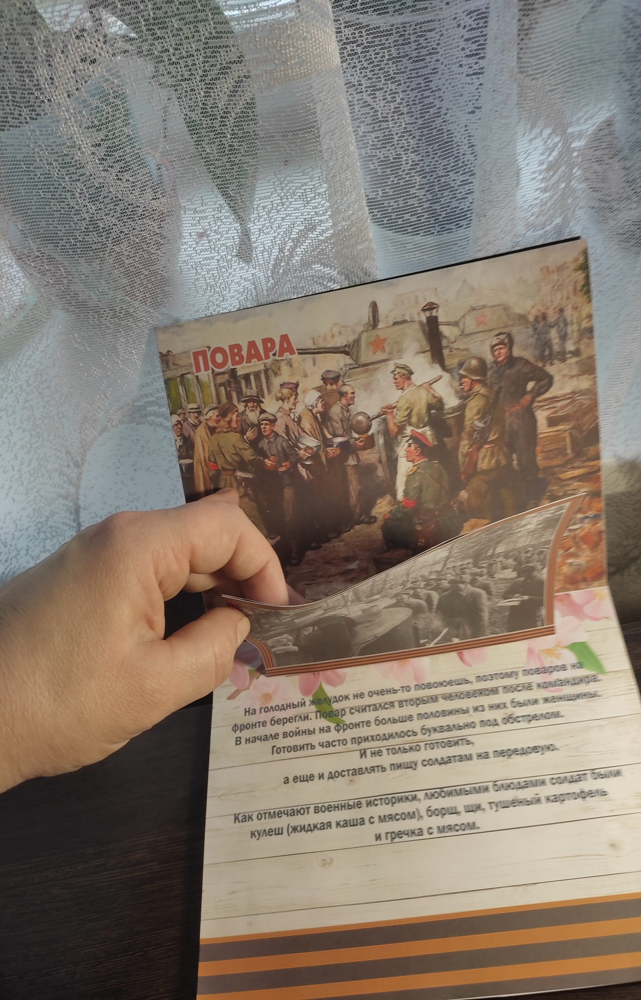 ПОВАРА
На голодный желудок не очень-то повоюешь, поэтому поваров на
фронте берегли. Повар считался вторым человеком после командира.
В начале войны на фронте больше половины из них были женщины.
Готовить часто приходилось буквально под обстрелом.
И не только готовить,
а еще и доставлять пищу солдатам на передовую.
Как отмечают военные историки, любимыми блюдами солдат были
кулеш (жидкая каша с мясом), борщ, щи, тушеный картофель
и гречка с мясом.